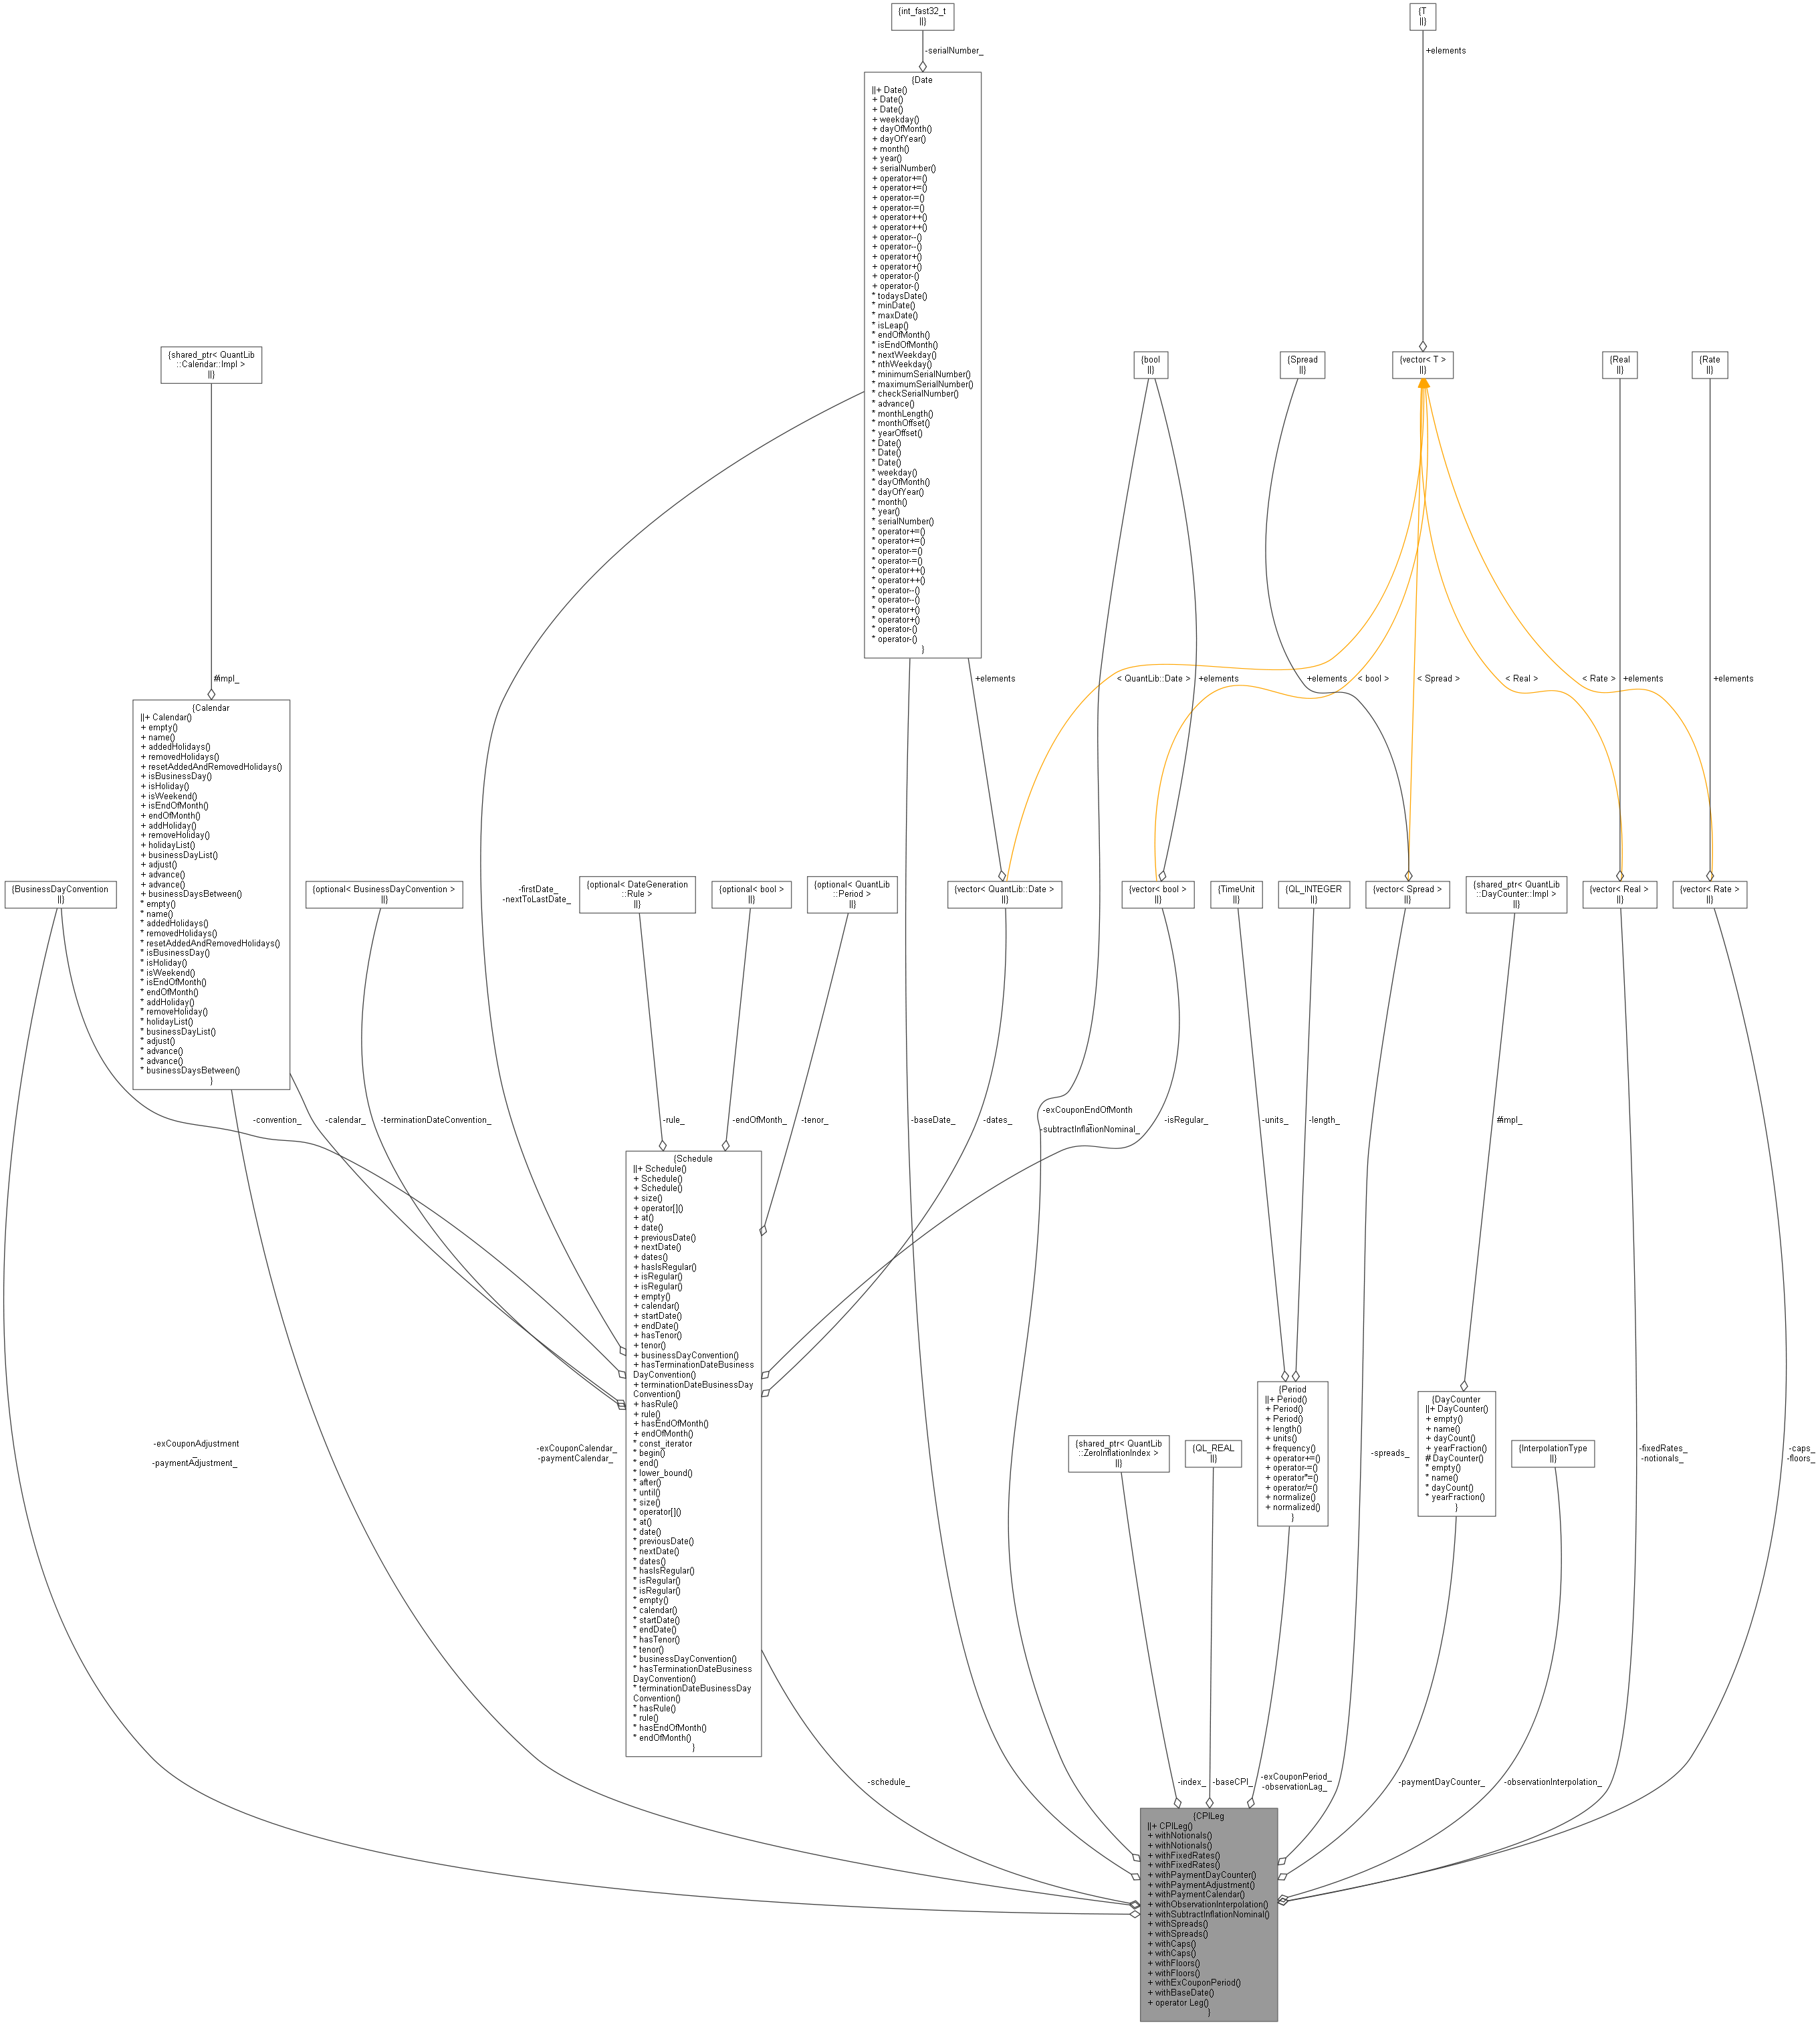 {int_fast32_t
||}
{T
||}
-serialNumber_
+elements
{Date
||+ Date()
+ Date()
+ Date()
+ weekday()
+ dayOfMonth()
+ dayOfYear()
+ month()
+ year()
+ serialNumber()
+ operator+=()
+ operator+=()
+ operator-=()
+ operator-=()
+ operator++()
+ operator++()
+ operator--()
+ operator--()
+ operator+()
+ operator+()
+ operator-()
+ operator-()
* todaysDate()
* minDate()
* maxDate()
* isLeap()
* endOfMonth()
* isEndOfMonth()
* nextWeekday()
* nthWeekday()
* minimumSerialNumber()
* maximumSerialNumber()
* checkSerialNumber()
* advance()
* monthLength()
* monthOffset()
* yearOffset()
* Date()
* Date()
* Date()
* weekday()
* dayOfMonth()
* dayOfYear()
* month()
* year()
* serialNumber()
* operator+=()
* operator+=()
* operator-=()
* operator-=()
* operator++()
* operator++()
* operator--()
* operator--()
* operator+()
* operator+()
* operator-()
* operator-()
}
{shared_ptr< QuantLib
::Calendar::Impl >
||}
{bool
||}
{Spread
||}
{vector< T >
||}
{Real
||}
{Rate
||}
#impl_
+elements
< QuantLib::Date >
+elements
+elements
< bool >
< Spread >
< Real >
< Rate >
+elements
+elements
{Calendar
||+ Calendar()
+ empty()
+ name()
+ addedHolidays()
+ removedHolidays()
+ resetAddedAndRemovedHolidays()
+ isBusinessDay()
+ isHoliday()
+ isWeekend()
+ isEndOfMonth()
+ endOfMonth()
+ addHoliday()
+ removeHoliday()
+ holidayList()
+ businessDayList()
+ adjust()
+ advance()
+ advance()
+ businessDaysBetween()
* empty()
* name()
* addedHolidays()
* removedHolidays()
* resetAddedAndRemovedHolidays()
* isBusinessDay()
* isHoliday()
* isWeekend()
* isEndOfMonth()
* endOfMonth()
* addHoliday()
* removeHoliday()
* holidayList()
* businessDayList()
* adjust()
* advance()
* advance()
* businessDaysBetween()
}
{BusinessDayConvention
||}
{optional< BusinessDayConvention >
||}
-firstDate_
-nextToLastDate_
{optional< DateGeneration
::Rule >
||}
{optional< bool >
||}
{optional< QuantLib
::Period >
||}
{vector< QuantLib::Date >
||}
{vector< bool >
||}
{TimeUnit
||}
{QL_INTEGER
||}
{vector< Spread >
||}
{shared_ptr< QuantLib
::DayCounter::Impl >
||}
{vector< Real >
||}
{vector< Rate >
||}
-convention_
-calendar_
-terminationDateConvention_
-rule_
-endOfMonth_
-tenor_
-baseDate_
-dates_
-exCouponEndOfMonth
_
-subtractInflationNominal_
-isRegular_
-units_
-length_
#impl_
{Schedule
||+ Schedule()
+ Schedule()
+ Schedule()
+ size()
+ operator[]()
+ at()
+ date()
+ previousDate()
+ nextDate()
+ dates()
+ hasIsRegular()
+ isRegular()
+ isRegular()
+ empty()
+ calendar()
+ startDate()
+ endDate()
+ hasTenor()
+ tenor()
+ businessDayConvention()
+ hasTerminationDateBusiness
DayConvention()
+ terminationDateBusinessDay
Convention()
+ hasRule()
+ rule()
+ hasEndOfMonth()
+ endOfMonth()
* const_iterator
* begin()
* end()
* lower_bound()
* after()
* until()
* size()
* operator[]()
* at()
* date()
* previousDate()
* nextDate()
* dates()
* hasIsRegular()
* isRegular()
* isRegular()
* empty()
* calendar()
* startDate()
* endDate()
* hasTenor()
* tenor()
* businessDayConvention()
* hasTerminationDateBusiness
DayConvention()
* terminationDateBusinessDay
Convention()
* hasRule()
* rule()
* hasEndOfMonth()
* endOfMonth()
}
{Period
||+ Period()
+ Period()
+ Period()
+ length()
+ units()
+ frequency()
+ operator+=()
+ operator-=()
+ operator*=()
+ operator/=()
+ normalize()
+ normalized()
}
{DayCounter
||+ DayCounter()
+ empty()
+ name()
+ dayCount()
+ yearFraction()
# DayCounter()
* empty()
* name()
* dayCount()
* yearFraction()
}
-exCouponAdjustment
_
-paymentAdjustment_
-exCouponCalendar_
-paymentCalendar_
{shared_ptr< QuantLib
::ZeroInflationIndex >
||}
{QL_REAL
||}
-spreads_
{InterpolationType
||}
-fixedRates_
-notionals_
-caps_
-floors_
-schedule_
-index_
-baseCPI_
-exCouponPeriod_
-observationLag_
-paymentDayCounter_
-observationInterpolation_
{CPILeg
||+ CPILeg()
+ withNotionals()
+ withNotionals()
+ withFixedRates()
+ withFixedRates()
+ withPaymentDayCounter()
+ withPaymentAdjustment()
+ withPaymentCalendar()
+ withObservationInterpolation()
+ withSubtractInflationNominal()
+ withSpreads()
+ withSpreads()
+ withCaps()
+ withCaps()
+ withFloors()
+ withFloors()
+ withExCouponPeriod()
+ withBaseDate()
+ operator Leg()
}